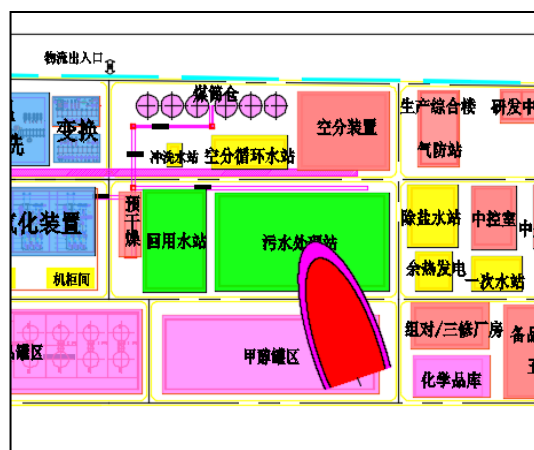 物流出入口
煤筒仓
生产综合楼
研发中
洗
变换
冲洗水站
空分循环水站
空分装置
气防站
气化装置
预干燥
回用水站
污水处理站
除盐水站
中控室
中
机柜间
余热发电
一次水站
罐区
甲醇罐区
组对/三修厂房
备品
化学品库